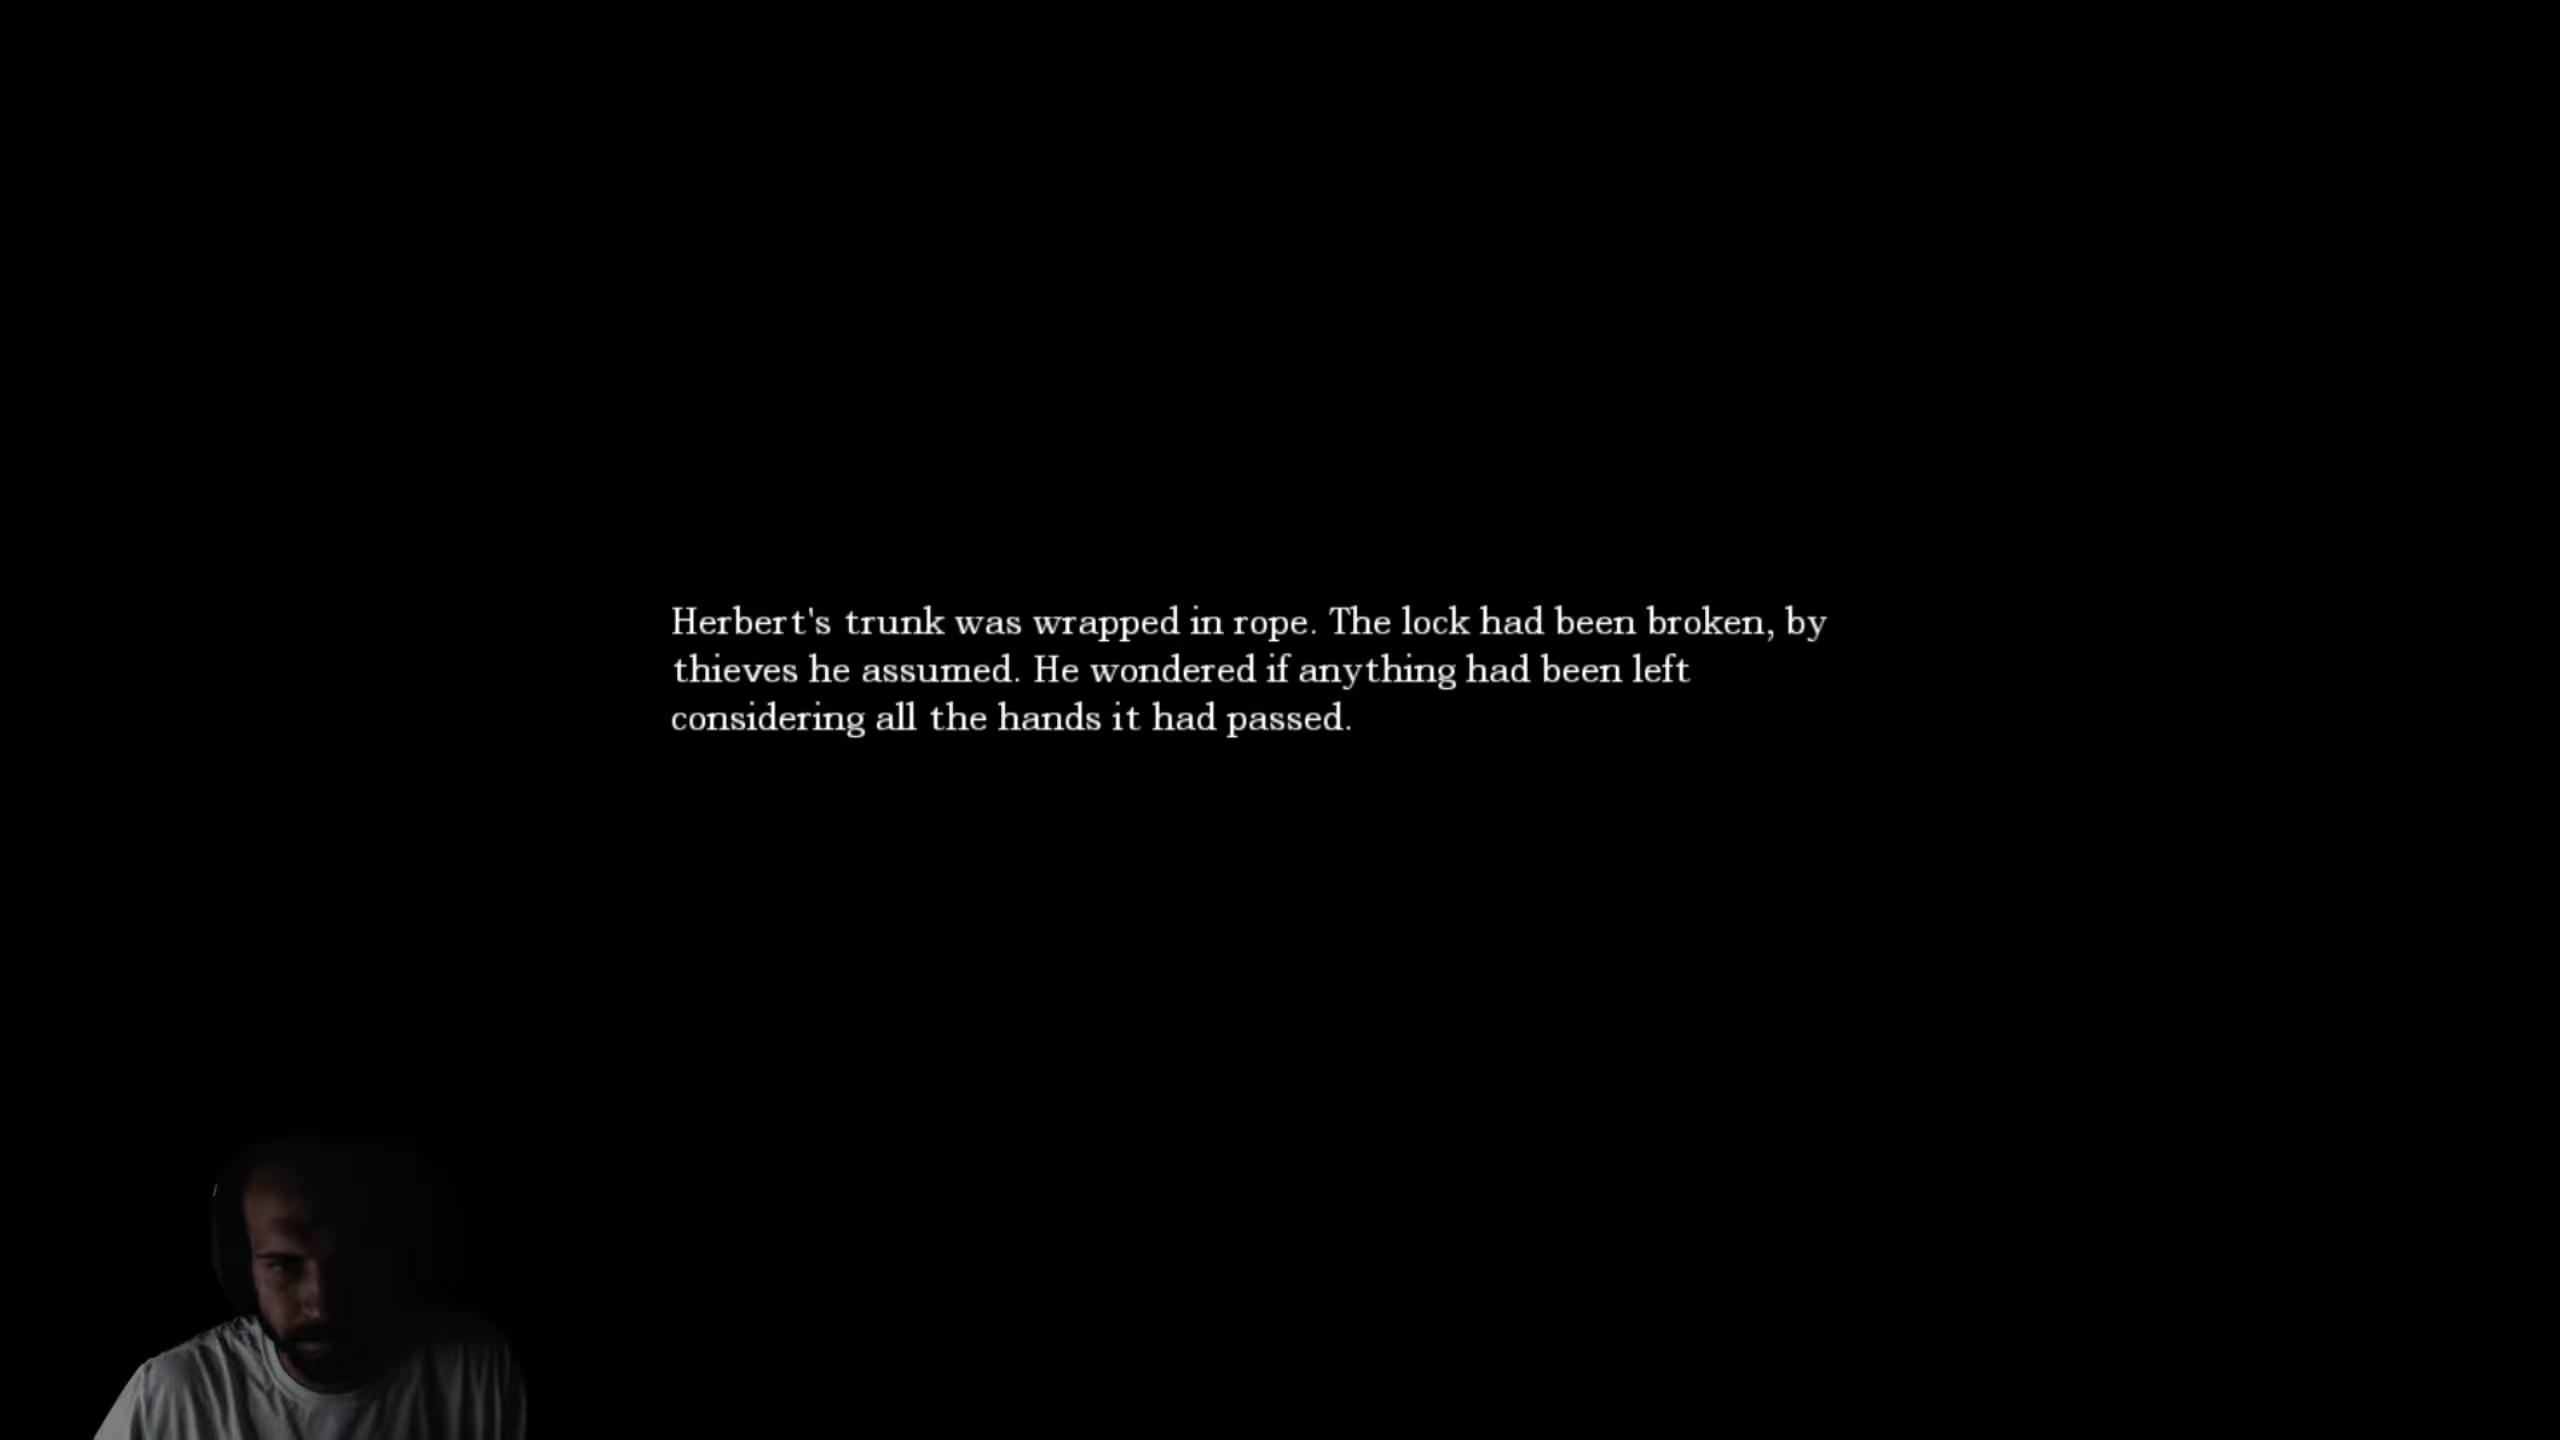 Herbert's trunk was wrapped in rope. The lock had been broken, by
thieves he assumed. He wondered if anything had been left
considering all the hands it had passed.